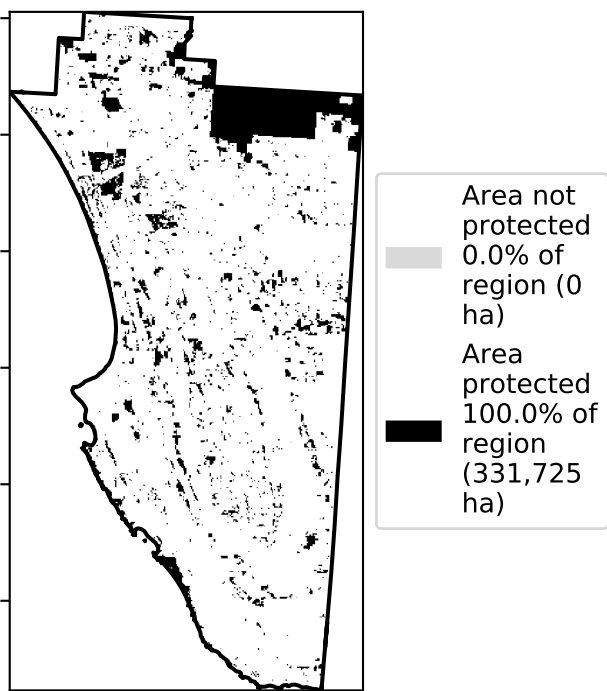 Area not
protected
0.0% of
region (0
ha)
Area
protected
100.0% of
region
(331,725
ha)